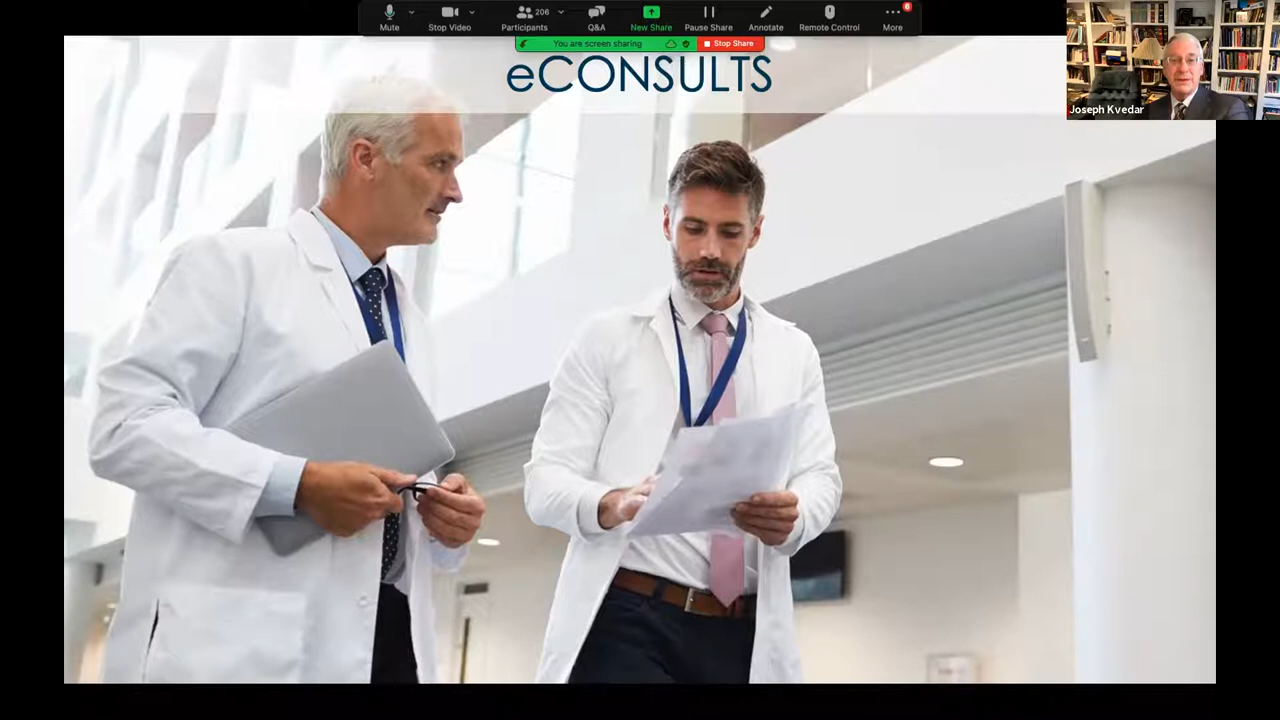 206
6
Mute
Stop Video
Participants
Q&A
New Share
Pause Share
Annotate
Remote Control
More
You are screen sharing
Stop Share
eCONSULTS
Joseph Kvedar